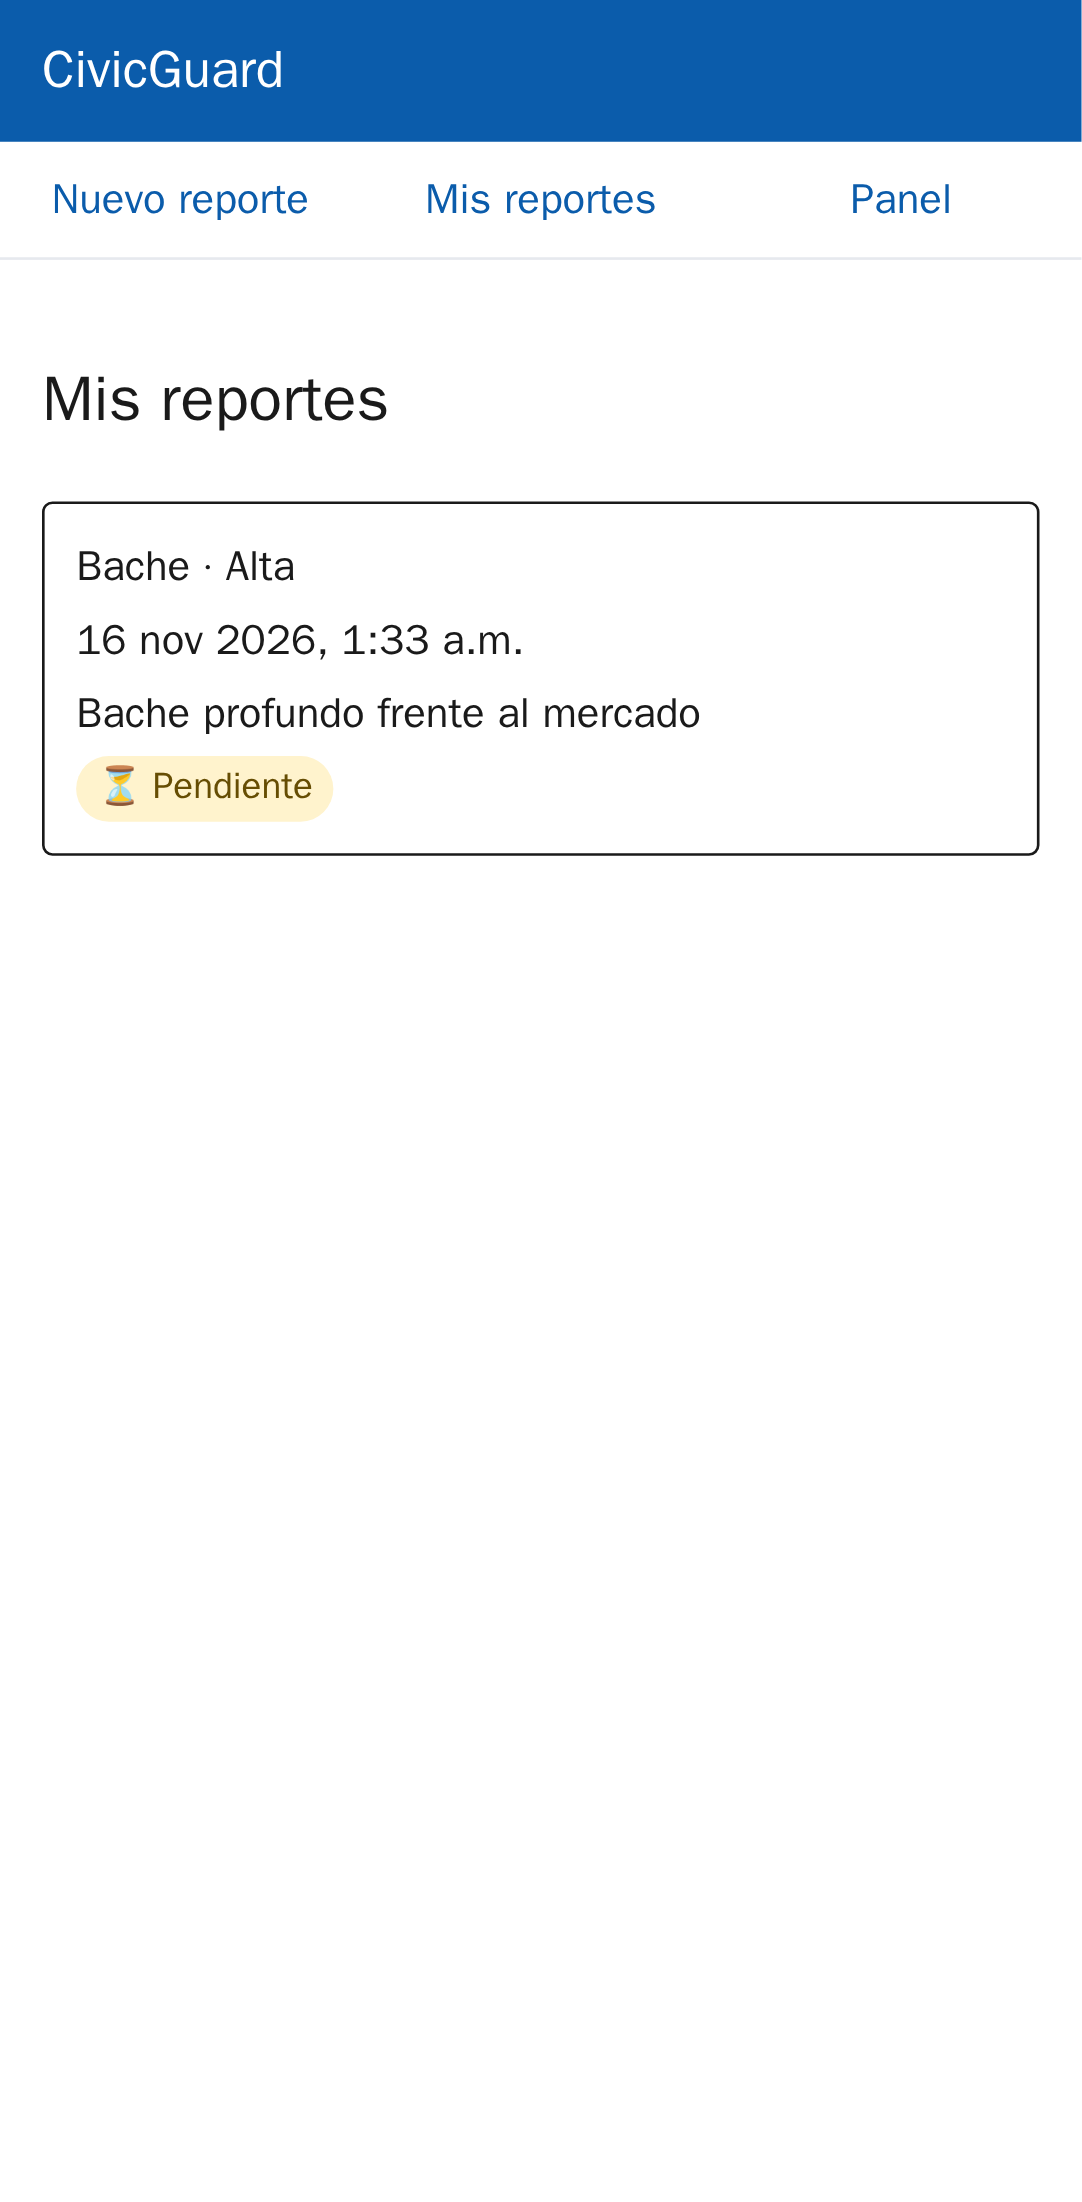 CivicGuard
Nuevo reporte Mis reportes Panel
Mis reportes
Bache · Alta
16 nov 2026, 1:33 a.m.
Bache profundo frente al mercado
⏳ Pendiente